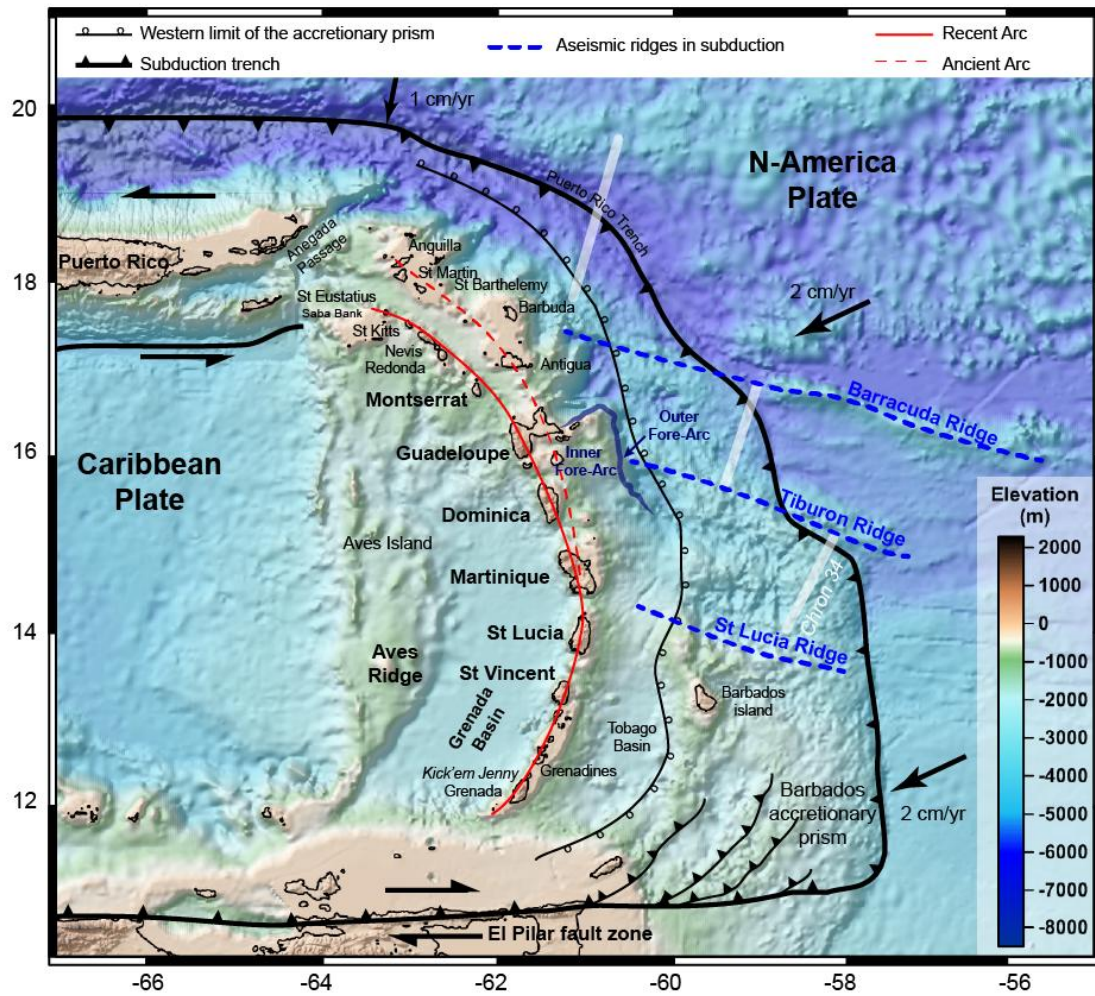 Western limit of the accretionary prism
Subduction trench
Aseismic ridges in subduction
Recent Arc
Ancient Arc
20
18
16
14
12
1 cm/yr
N-America
Plate
Puerto Rico Trench
2 cm/yr
Puerto Rico
Anegada
Passage
Anguilla
St Martin
St Barthelemy
St Eustatius
Saba Bank
Barbuda
St Kitts
Nevis
Redonda
Antigua
Montserrat
Barracuda Ridge
Outer
Fore-Arc
Guadeloupe
Inner
Fore-Arc
Caribbean
Plate
Dominica
Tiburon Ridge
Aves Island
Martinique
Chron 34
St Lucia
St Lucia Ridge
Aves
Ridge
St Vincent
Barbados
island
Grenada
Basin
Tobago
Basin
Kick'em Jenny
Grenada
Grenadines
Barbados
accretionary
prism
2 cm/yr
El Pilar fault zone
Elevation
(m)
2000
1000
0
-1000
-2000
-3000
-4000
-5000
-6000
-7000
-8000
-66
-64
-62
-60
-58
-56